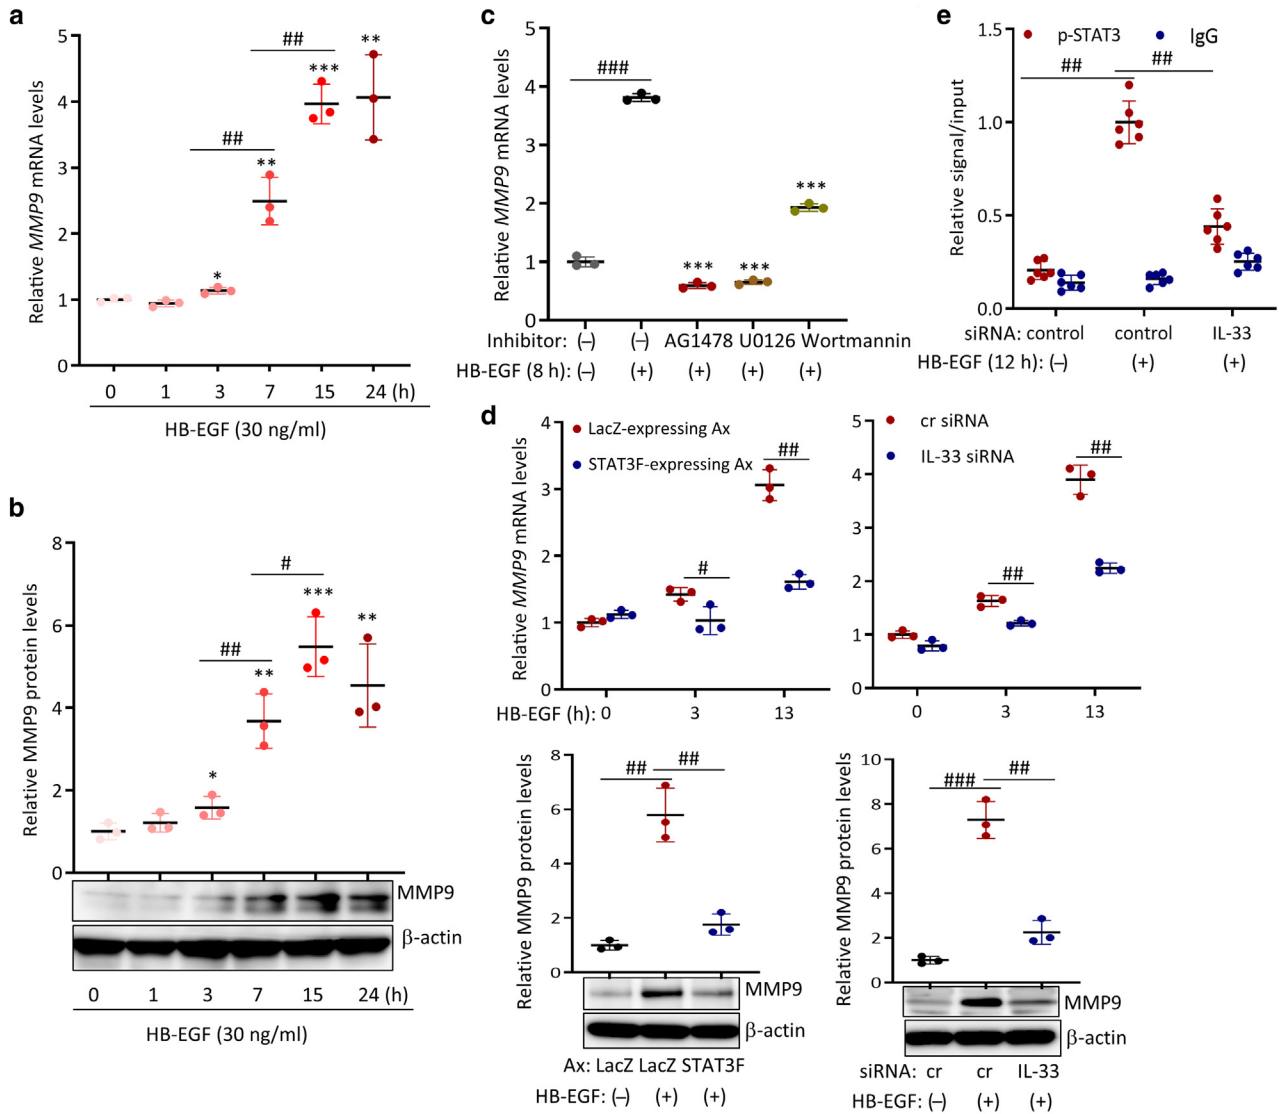 a
Relative MMP9 mRNA levels
5
4
3
2
1
0
*
##
**
##
***
**
0 1 3 7 15 24 (h)
HB-EGF (30 ng/ml)
b
Relative MMP9 protein levels
8
6
4
2
0
*
##
**
#
***
**
MMP9
β-actin
0 1 3 7 15 24 (h)
HB-EGF (30 ng/ml)
c
Relative MMP9 mRNA levels
5
4
3
2
1
0
###
***
***
***
Inhibitor: (–) (–) AG1478 U0126 Wortmannin
HB-EGF (8 h): (–) (+) (+) (+) (+)
d
Relative MMP9 mRNA levels
4
3
2
1
0
LacZ-expressing Ax
STAT3F-expressing Ax
#
##
HB-EGF (h): 0 3 13
5
4
3
2
1
0
cr siRNA
IL-33 siRNA
##
##
0 3 13
Relative MMP9 protein levels
8
6
4
2
0
## ##
MMP9
β-actin
Ax: LacZ LacZ STAT3F
HB-EGF: (–) (+) (+)
Relative MMP9 protein levels
10
8
6
4
2
0
### ##
MMP9
β-actin
siRNA: cr cr IL-33
HB-EGF: (–) (+) (+)
e
Relative signal/input
1.5
1.0
0.5
0.0
p-STAT3 IgG
## ##
siRNA: control control IL-33
HB-EGF (12 h): (–) (+) (+)